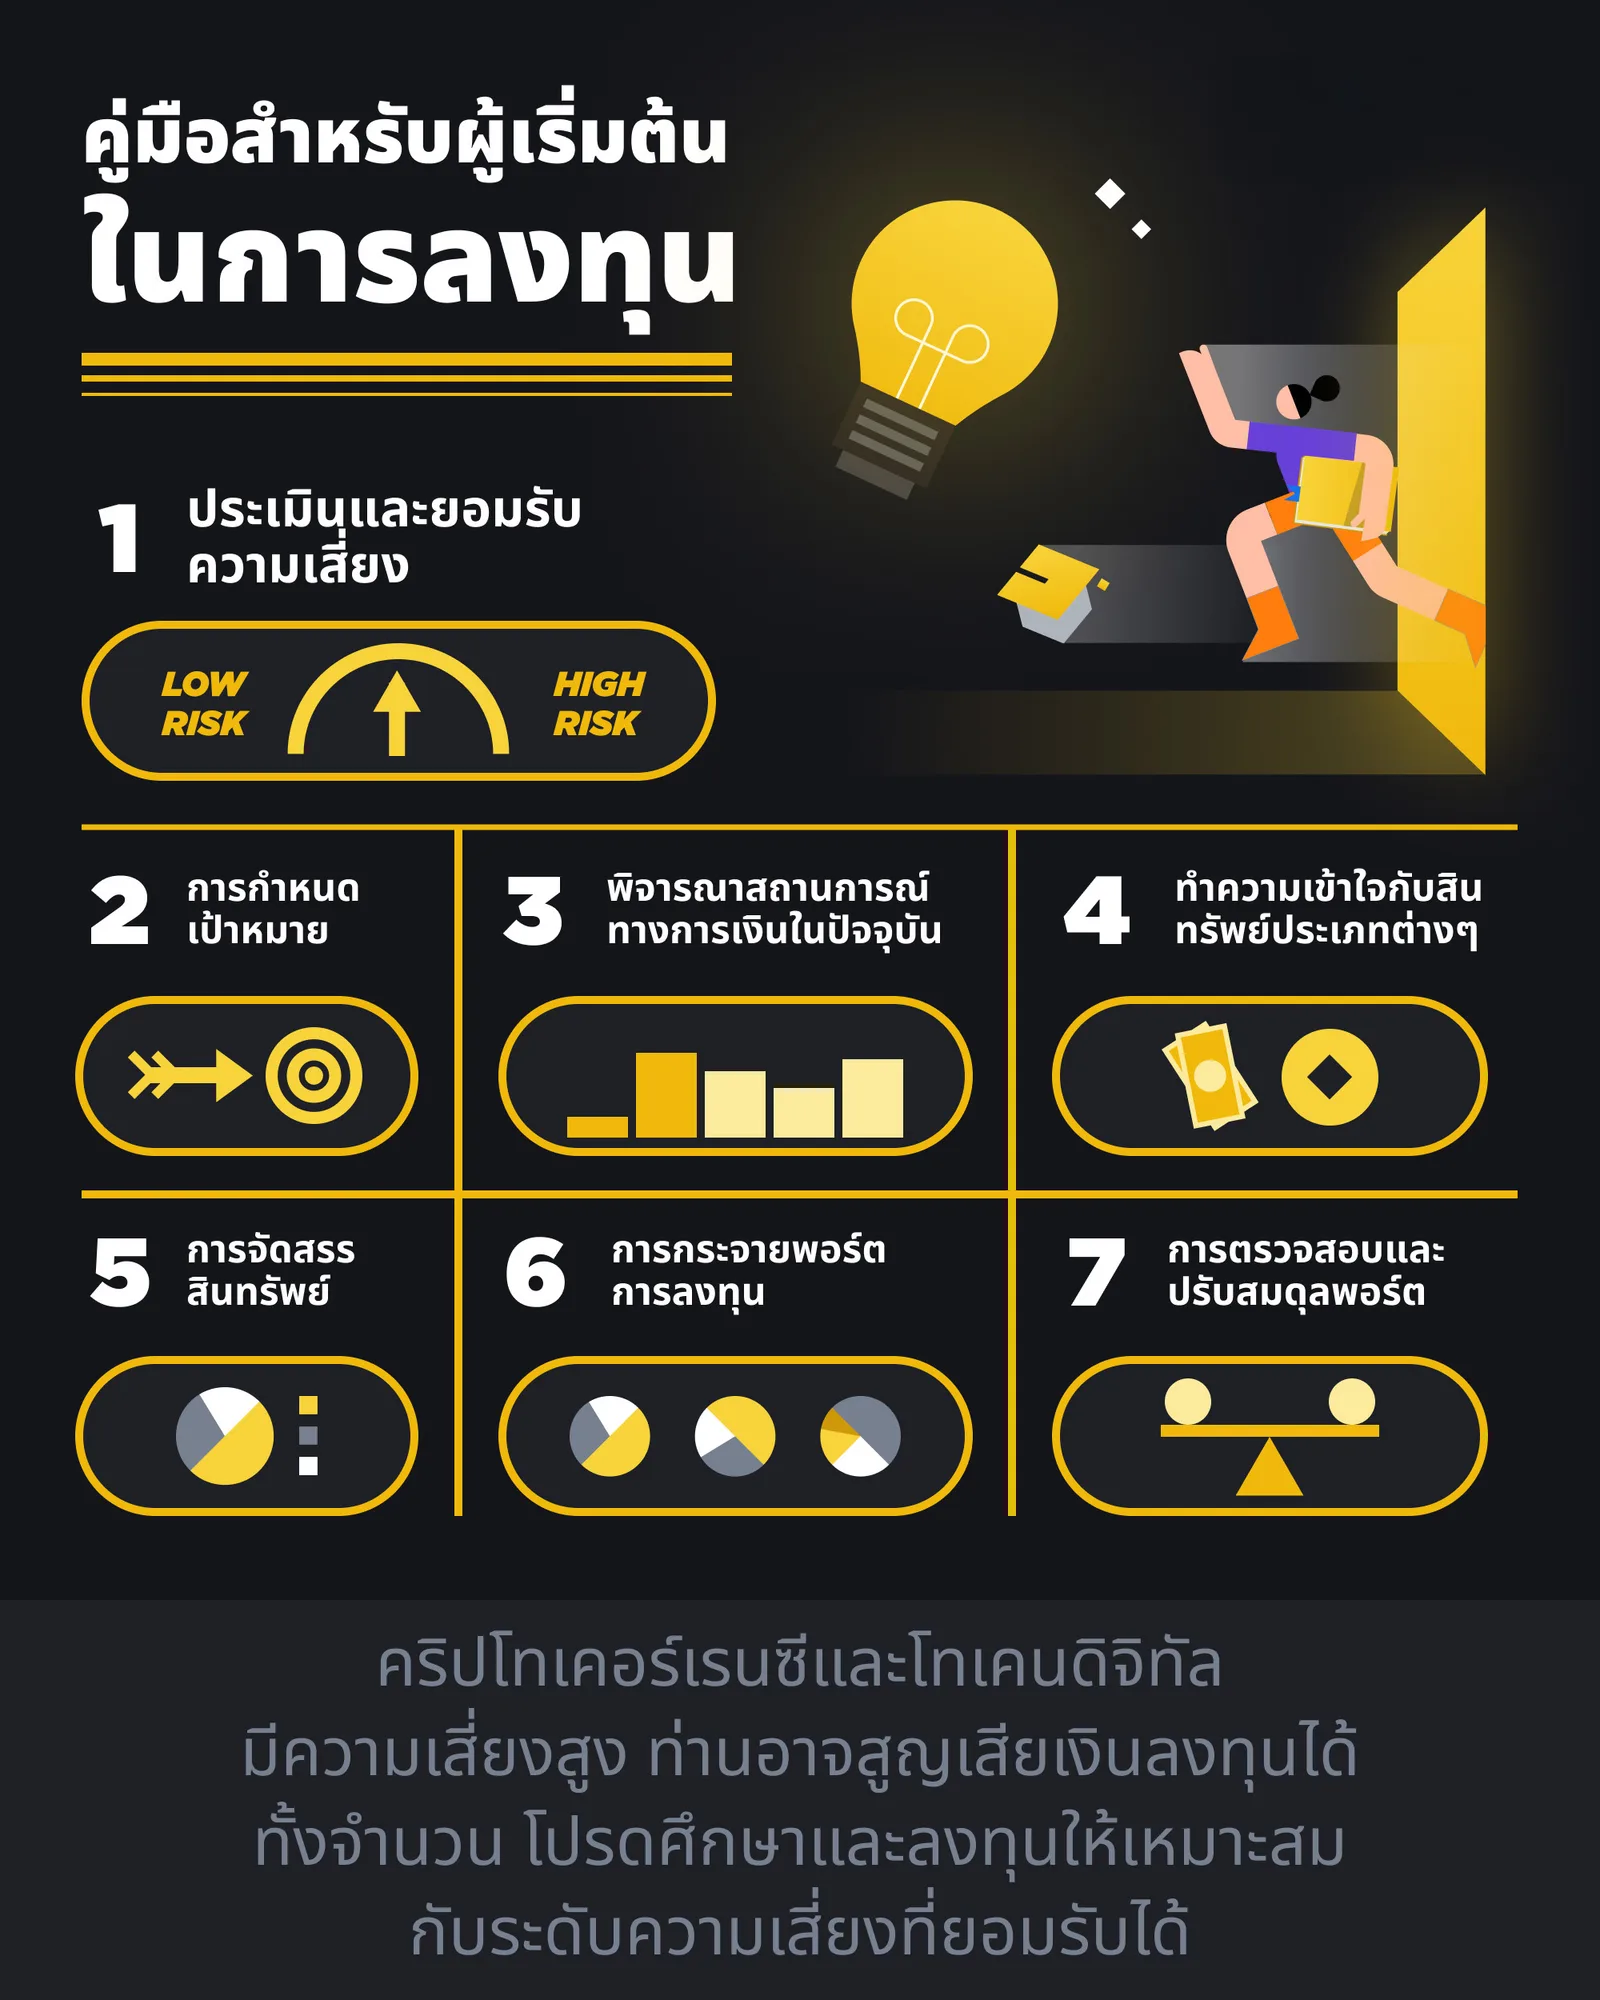 คู่มือสำหรับผู้เริ่มต้น
ในการลงทุน
1
ประเมินและยอมรับ
ความเสี่ยง
LOW
RISK
HIGH
RISK
2
การกำหนด
เป้าหมาย
3
พิจารณาสถานการณ์
ทางการเงินในปัจจุบัน
4
ทำความเข้าใจกับสิน
ทรัพย์ประเภทต่างๆ
5
การจัดสรร
สินทรัพย์
6
การกระจายพอร์ต
การลงทุน
7
การตรวจสอบและ
ปรับสมดุลพอร์ต
คริปโทเคอร์เรนซีและโทเคนดิจิทัล
มีความเสี่ยงสูง ท่านอาจสูญเสียเงินลงทุนได้
ทั้งจำนวน โปรดศึกษาและลงทุนให้เหมาะสม
กับระดับความเสี่ยงที่ยอมรับได้